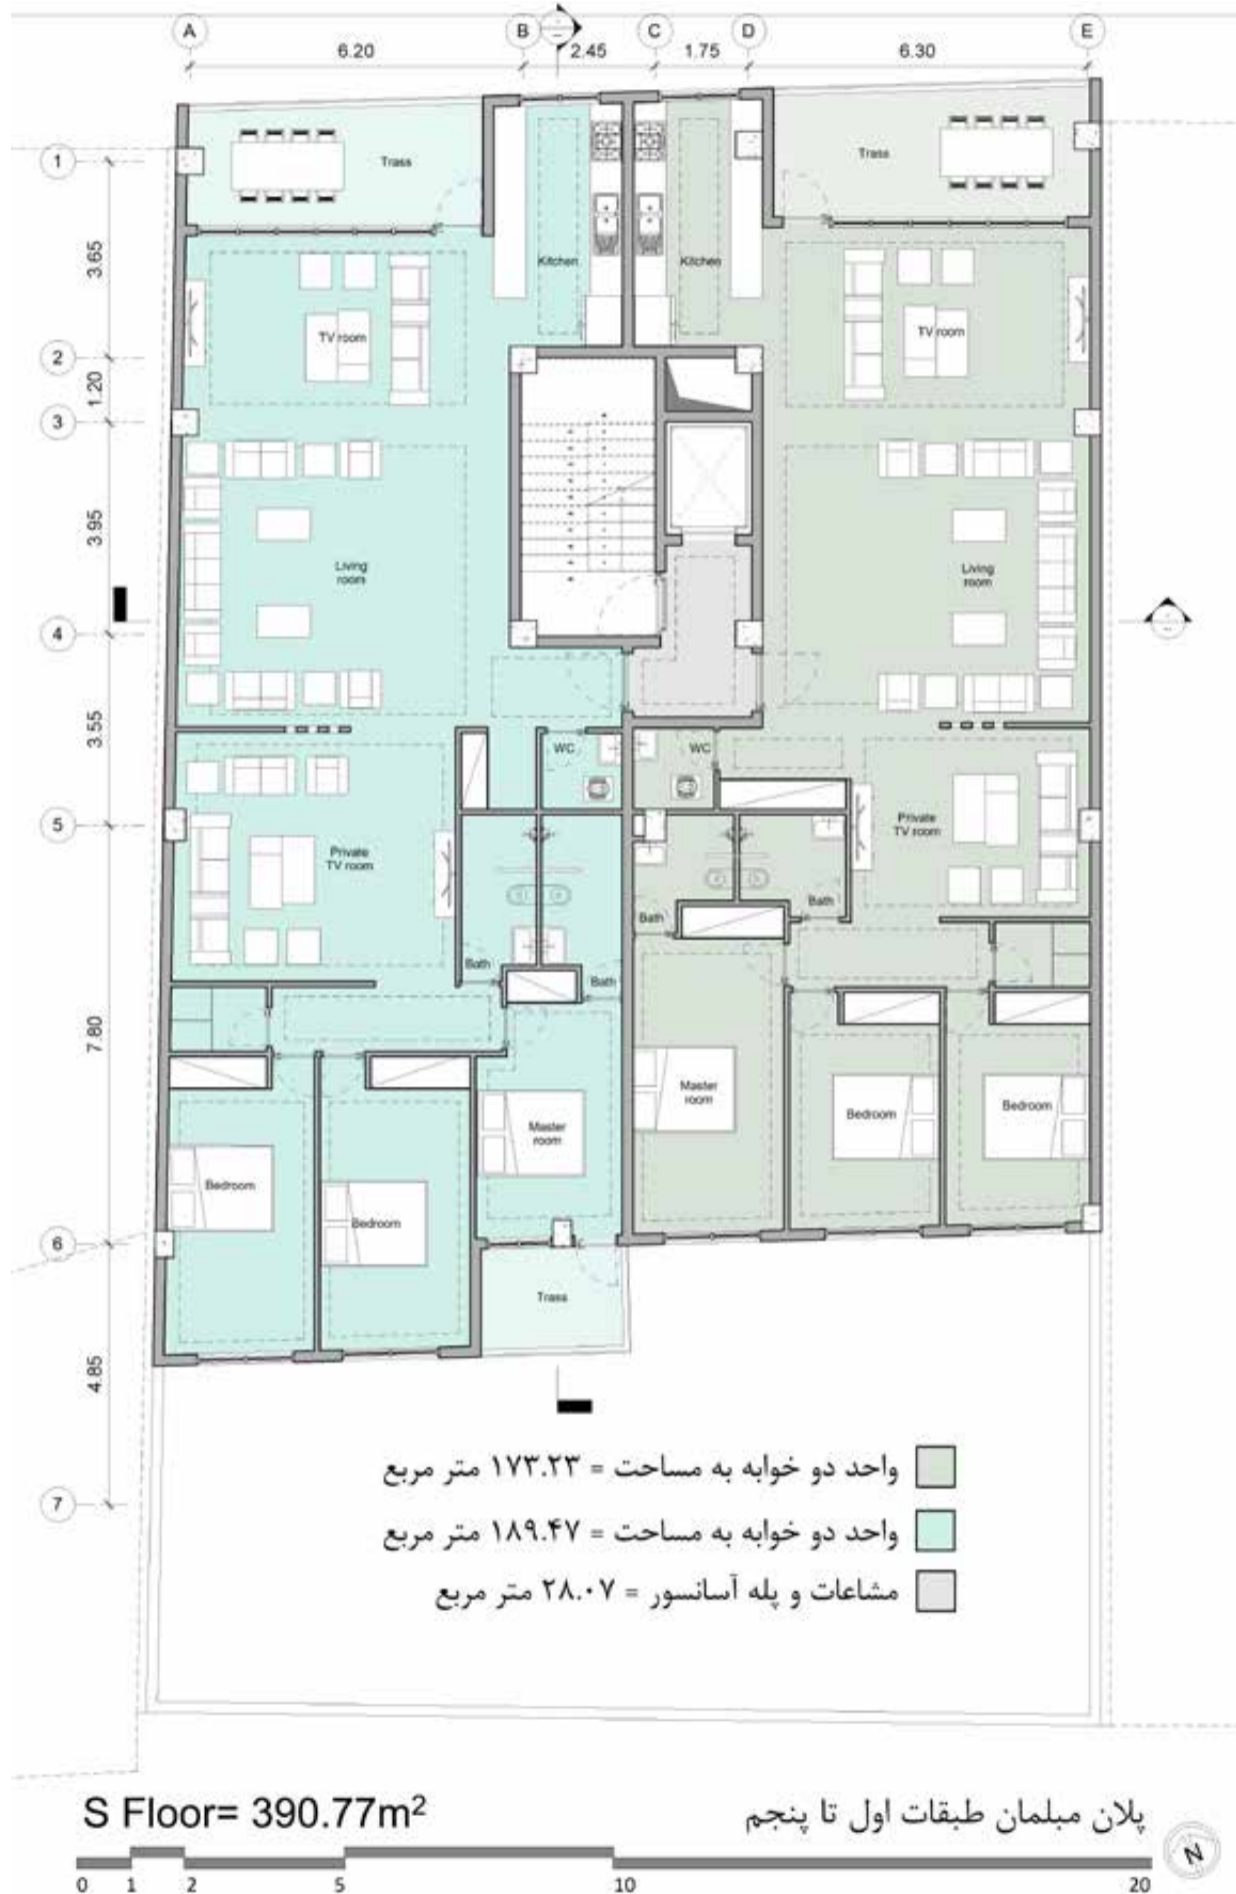 A B C D E
6.20 2.45 1.75 6.30
1
Trass
Trass
3.65
Kitchen
Kitchen
TV room
TV room
2
1.20
3
3.95
Living
room
Living
room
4
3.55
WC
WC
5
Private
TV room
Private
TV room
Bath
Bath
Bath
Bath
7.80
Master
room
Master
room
Bedroom
Bedroom
Bedroom
Bedroom
6
Trass
4.85
7
واحد دو خوابه به مساحت = ۱۷۳.۲۳ متر مربع
واحد دو خوابه به مساحت = ۱۸۹.۴۷ متر مربع
مشاعات و پله آسانسور = ۲۸.۰۷ متر مربع
S Floor= 390.77m²
پلان مبلمان طبقات اول تا پنجم
N
0 1 2 5 10 20